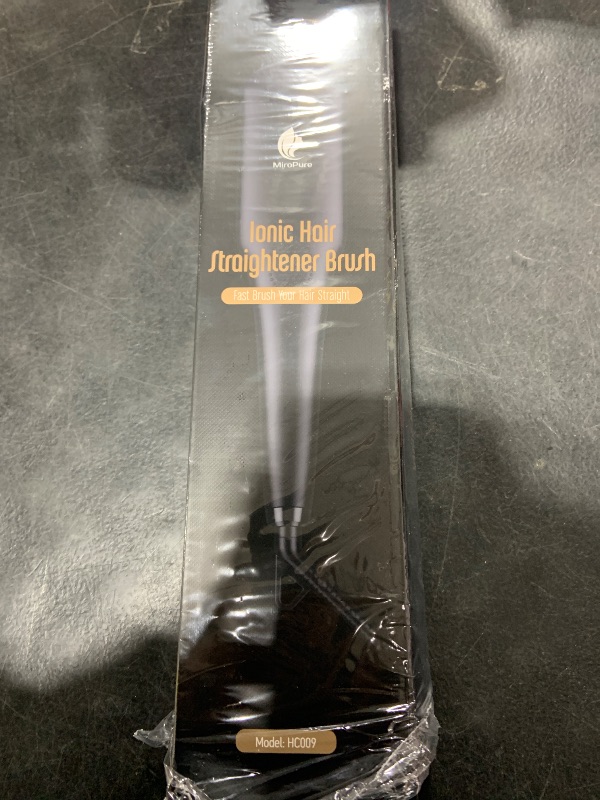 MiroPure
Ionic Hair
Straightener Brush
Fast Brush Your Hair Straight
Model: HC009